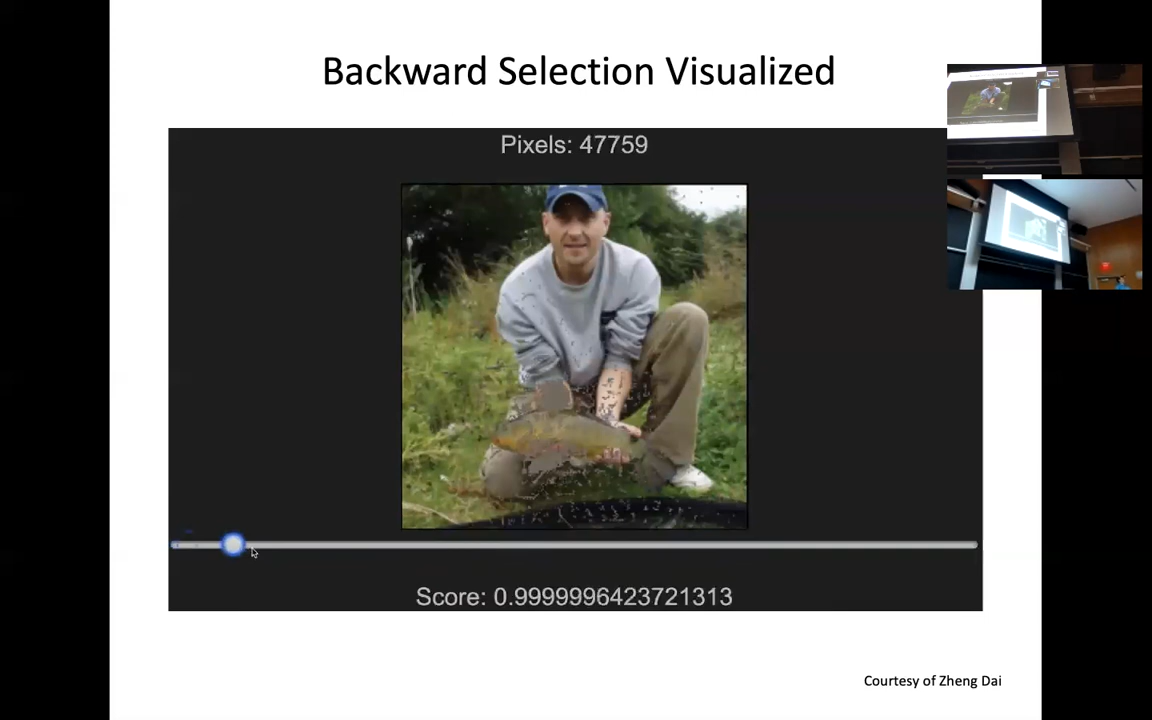 Backward Selection Visualized
Pixels: 47759
Score: 0.9999996423721313
Courtesy of Zheng Dai